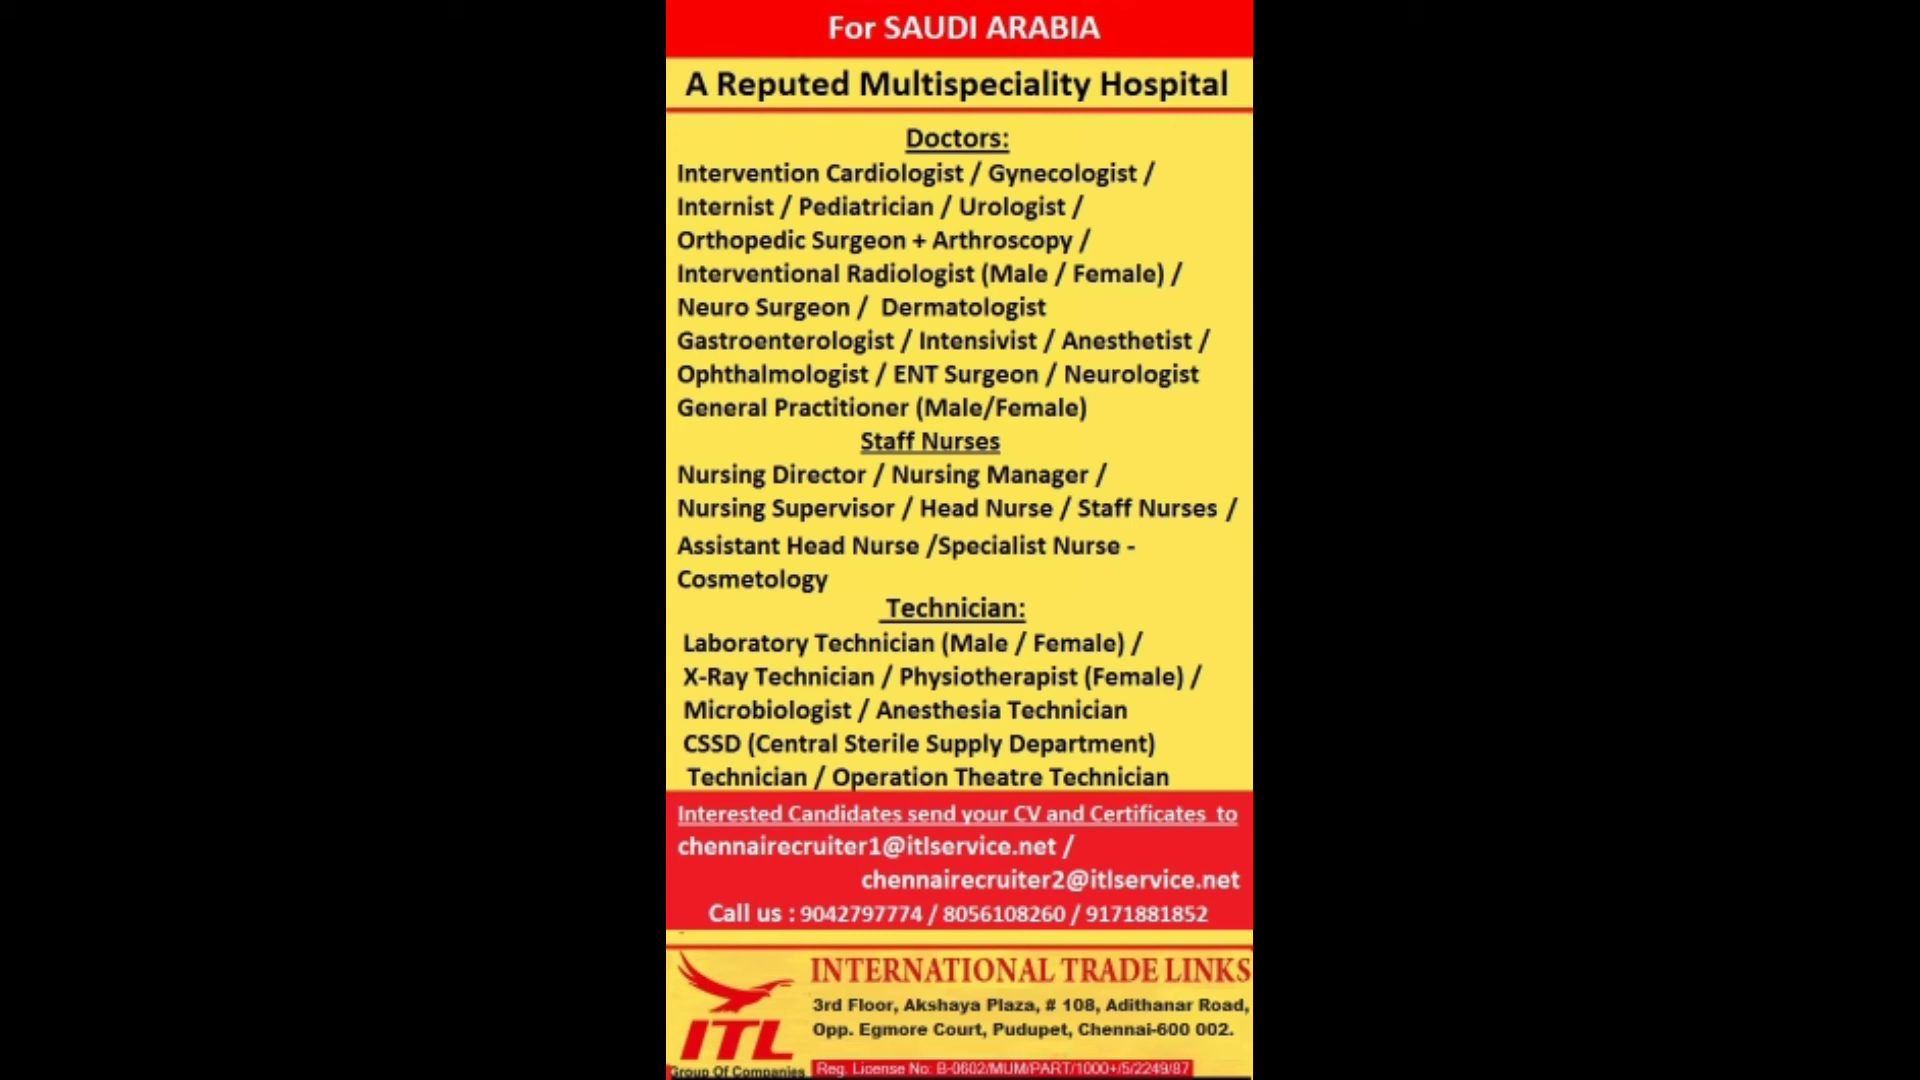 For SAUDI ARABIA
A Reputed Multispeciality Hospital
Doctors:
Intervention Cardiologist / Gynecologist /
Internist / Pediatrician / Urologist /
Orthopedic Surgeon + Arthroscopy /
Interventional Radiologist (Male / Female) /
Neuro Surgeon / Dermatologist
Gastroenterologist / Intensivist / Anesthetist /
Ophthalmologist / ENT Surgeon / Neurologist
General Practitioner (Male/Female)
Staff Nurses
Nursing Director / Nursing Manager /
Nursing Supervisor / Head Nurse / Staff Nurses /
Assistant Head Nurse /Specialist Nurse -
Cosmetology
Technician:
Laboratory Technician (Male / Female) /
X-Ray Technician / Physiotherapist (Female) /
Microbiologist / Anesthesia Technician
CSSD (Central Sterile Supply Department)
Technician / Operation Theatre Technician
Interested Candidates send your CV and Certificates to
chennairecruiter1@itlservice.net /
chennairecruiter2@itlservice.net
Call us : 9042797774 / 8056108260 / 9171881852
INTERNATIONAL TRADE LINKS
3rd Floor, Akshaya Plaza, # 108, Adithanar Road,
Opp. Egmore Court, Pudupet, Chennai-600 002.
ITL
Group Of Companies
Reg. License No: B-0602/MUM/PART/1000+/5/2249/87